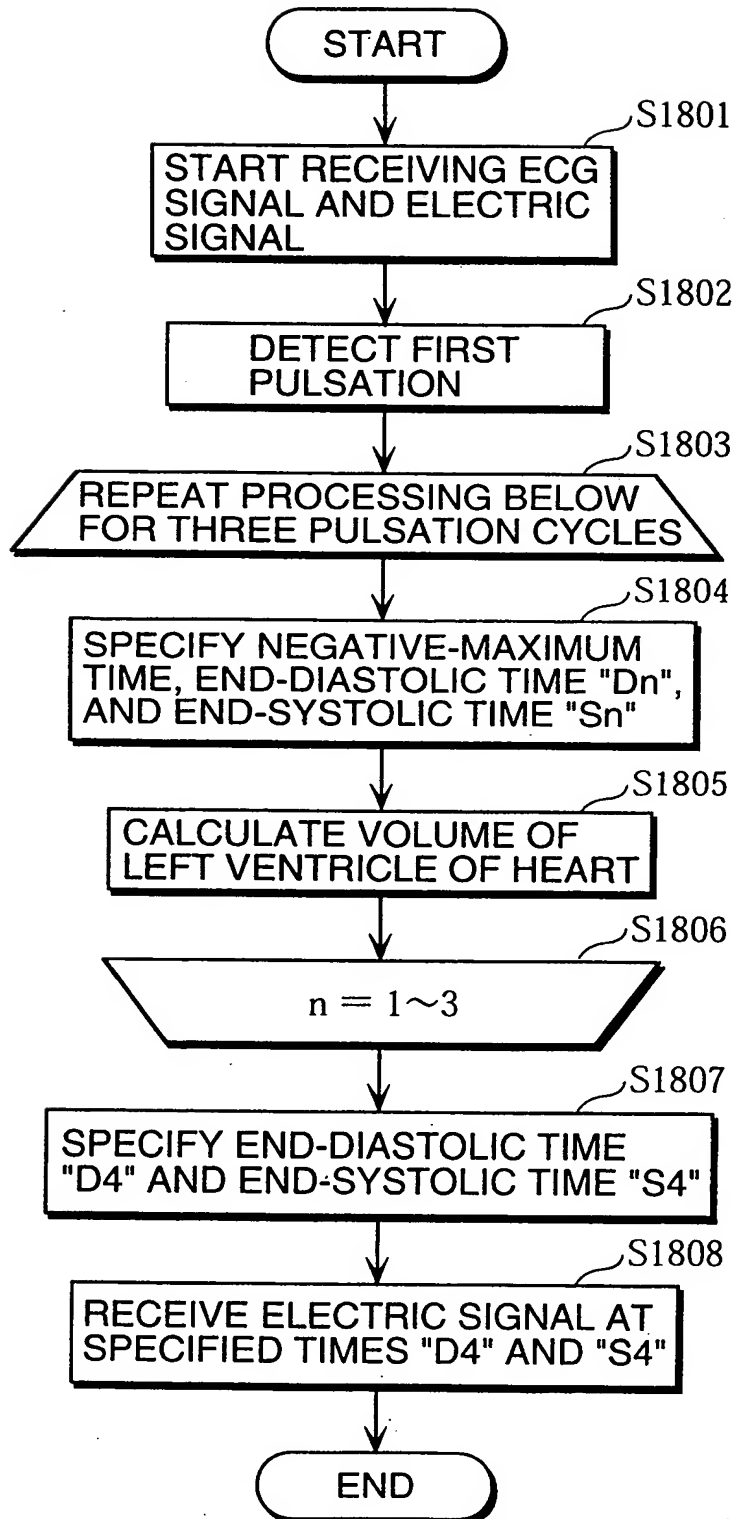 START
S1801
START RECEIVING ECG
SIGNAL AND ELECTRIC
SIGNAL
S1802
DETECT FIRST
PULSATION
S1803
REPEAT PROCESSING BELOW
FOR THREE PULSATION CYCLES
S1804
SPECIFY NEGATIVE-MAXIMUM
TIME, END-DIASTOLIC TIME "Dn",
AND END-SYSTOLIC TIME "Sn"
S1805
CALCULATE VOLUME OF
LEFT VENTRICLE OF HEART
S1806
n = 1~3
S1807
SPECIFY END-DIASTOLIC TIME
"D4" AND END-SYSTOLIC TIME "S4"
S1808
RECEIVE ELECTRIC SIGNAL AT
SPECIFIED TIMES "D4" AND "S4"
END